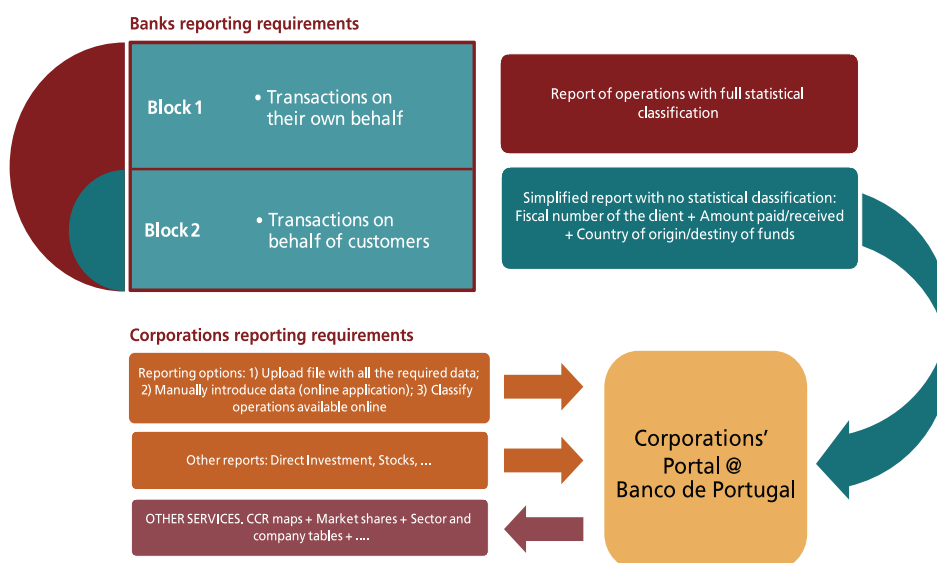 Banks reporting requirements
Block 1
• Transactions on
their own behalf
Report of operations with full statistical
classification
Block 2
• Transactions on
behalf of customers
Simplified report with no statistical classification:
Fiscal number of the client + Amount paid/received
+ Country of origin/destiny of funds
Corporations reporting requirements
Reporting options: 1) Upload file with all the required data;
2) Manually introduce data (online application); 3) Classify
operations available online
Other reports: Direct Investment, Stocks, ...
OTHER SERVICES. CCR maps + Market shares + Sector and
company tables + ....
Corporations'
Portal @
Banco de Portugal